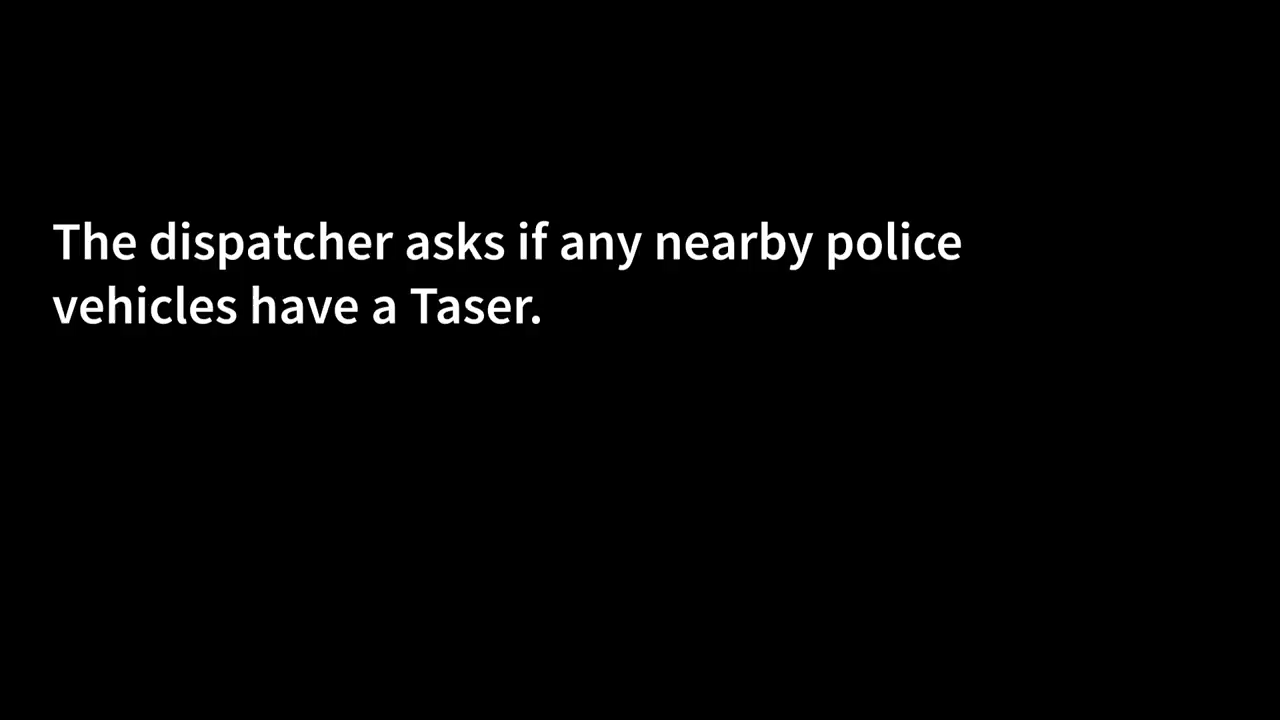 The dispatcher asks if any nearby police
vehicles have a Taser.